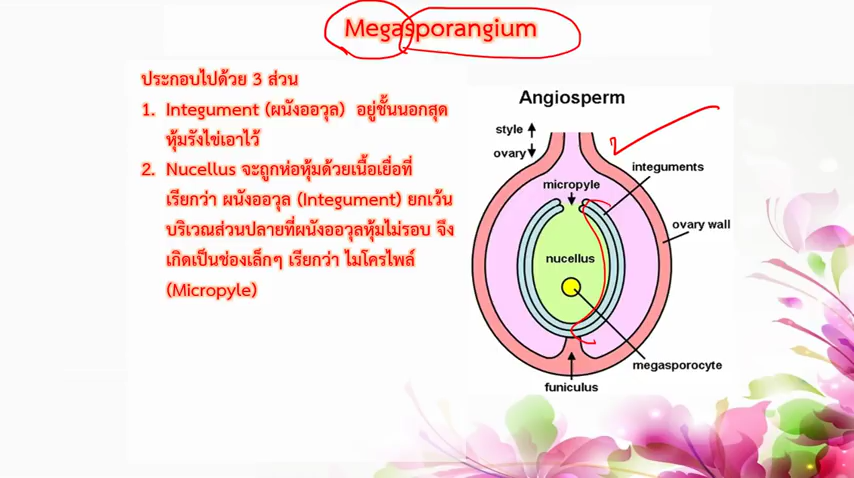 Megasporangium
ประกอบไปด้วย 3 ส่วน
1. Integument (ผนังออวุล) อยู่ชั้นนอกสุด
หุ้มรังไข่เอาไว้
2. Nucellus จะถูกห่อหุ้มด้วยเนื้อเยื่อที่
เรียกว่า ผนังออวุล (Integument) ยกเว้น
บริเวณส่วนปลายที่ผนังออวุลหุ้มไม่รอบ จึง
เกิดเป็นช่องเล็กๆ เรียกว่า ไมโครไพล์
(Micropyle)
Angiosperm
style
ovary
integuments
micropyle
ovary wall
nucellus
megasporocyte
funiculus